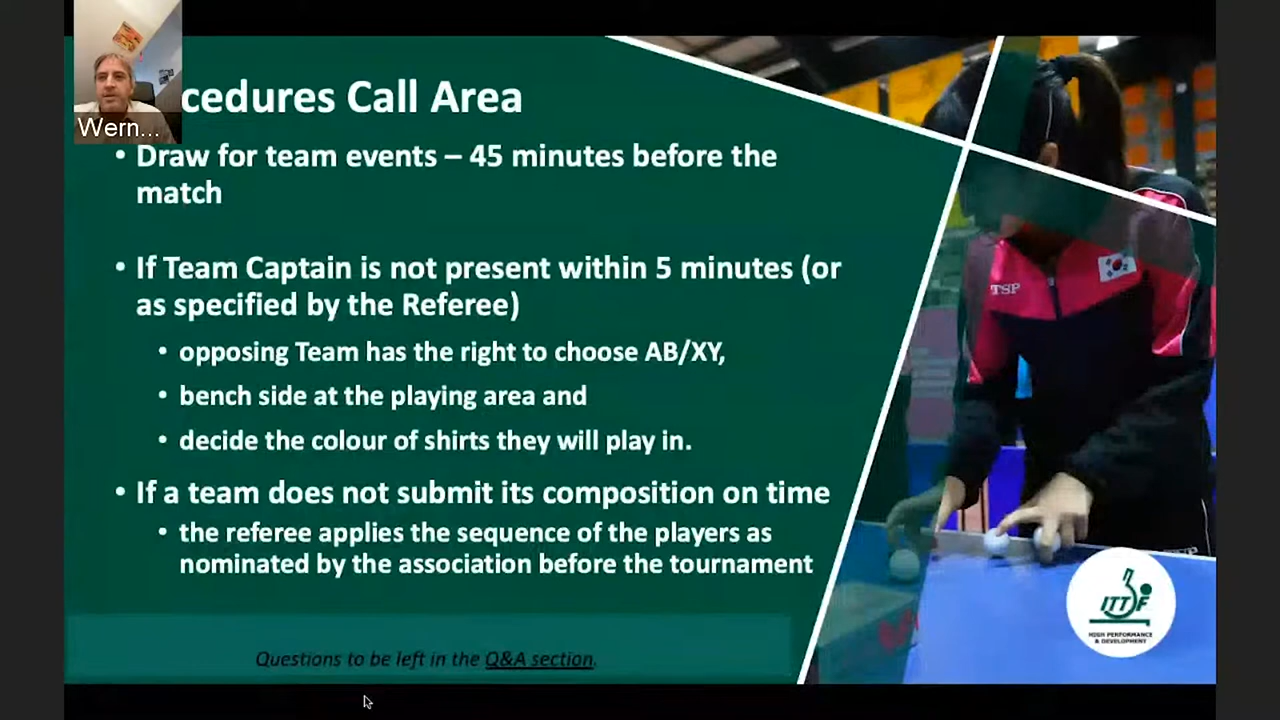 cedures Call Area
Wern...
• Draw for team events – 45 minutes before the
match
• If Team Captain is not present within 5 minutes (or
as specified by the Referee)
• opposing Team has the right to choose AB/XY,
• bench side at the playing area and
• decide the colour of shirts they will play in.
• If a team does not submit its composition on time
• the referee applies the sequence of the players as
nominated by the association before the tournament
Questions to be left in the Q&A section.
TSP
ITTF
HIGH PERFORMANCE
& DEVELOPMENT